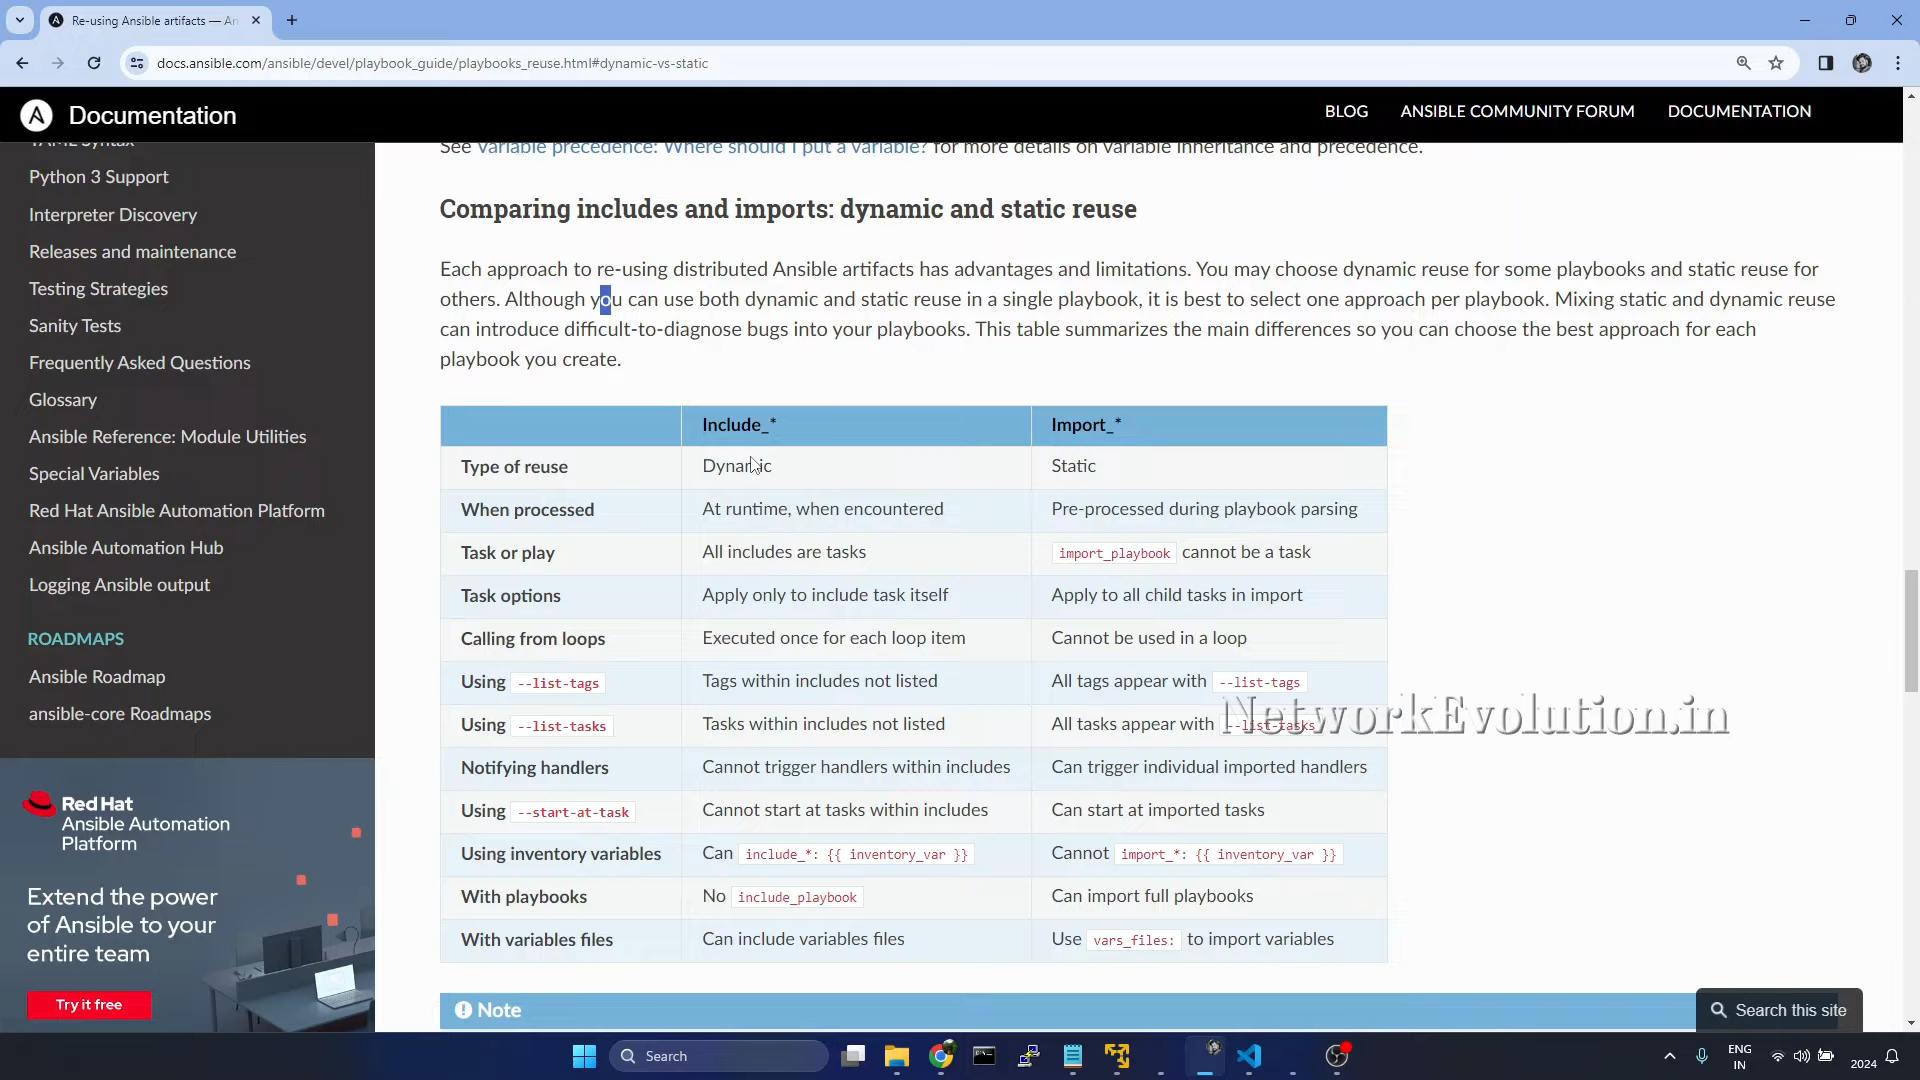 Re-using Ansible artifacts — An
docs.ansible.com/ansible/devel/playbook_guide/playbooks_reuse.html#dynamic-vs-static
Documentation
BLOG
ANSIBLE COMMUNITY FORUM
DOCUMENTATION
YAML Syntax
Python 3 Support
Interpreter Discovery
Releases and maintenance
Testing Strategies
Sanity Tests
Frequently Asked Questions
Glossary
Ansible Reference: Module Utilities
Special Variables
Red Hat Ansible Automation Platform
Ansible Automation Hub
Logging Ansible output
ROADMAPS
Ansible Roadmap
ansible-core Roadmaps
Red Hat
Ansible Automation
Platform
Extend the power
of Ansible to your
entire team
Try it free
See Variable precedence: Where should I put a variable? for more details on variable inheritance and precedence.
Comparing includes and imports: dynamic and static reuse
Each approach to re-using distributed Ansible artifacts has advantages and limitations. You may choose dynamic reuse for some playbooks and static reuse for
others. Although you can use both dynamic and static reuse in a single playbook, it is best to select one approach per playbook. Mixing static and dynamic reuse
can introduce difficult-to-diagnose bugs into your playbooks. This table summarizes the main differences so you can choose the best approach for each
playbook you create.
Include_* Import_*
Type of reuse Dynamic Static
When processed At runtime, when encountered Pre-processed during playbook parsing
Task or play All includes are tasks import_playbook cannot be a task
Task options Apply only to include task itself Apply to all child tasks in import
Calling from loops Executed once for each loop item Cannot be used in a loop
Using --list-tags Tags within includes not listed All tags appear with --list-tags
Using --list-tasks Tasks within includes not listed All tasks appear with --list-tasks
NetworkEvolution.in
Notifying handlers Cannot trigger handlers within includes Can trigger individual imported handlers
Using --start-at-task Cannot start at tasks within includes Can start at imported tasks
Using inventory variables Can include_*: {{ inventory_var }} Cannot import_*: {{ inventory_var }}
With playbooks No include_playbook Can import full playbooks
With variables files Can include variables files Use vars_files: to import variables
Note
Search this site
Search
ENG
IN
2024